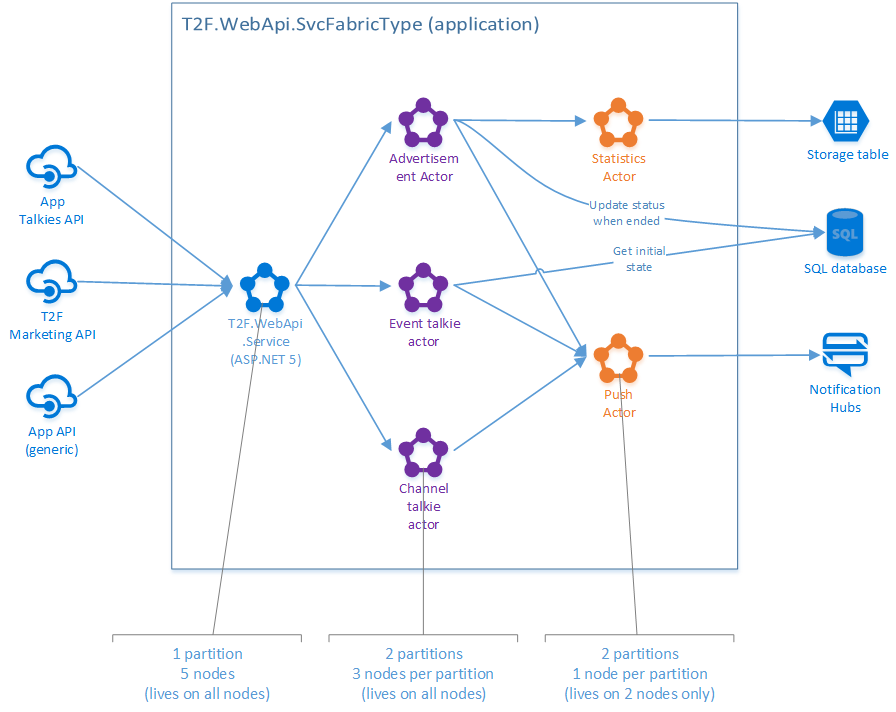 T2F.WebApi.SvcFabricType (application)
App
Talkies API
T2F
Marketing API
App API
(generic)
T2F.WebApi
.Service
(ASP.NET 5)
Advertisem
ent Actor
Event talkie
actor
Channel
talkie
actor
Statistics
Actor
Update status
when ended
Get initial
state
Push
Actor
Storage table
SQL
SQL database
Notification
Hubs
1 partition
5 nodes
(lives on all nodes)
2 partitions
3 nodes per partition
(lives on all nodes)
2 partitions
1 node per partition
(lives on 2 nodes only)